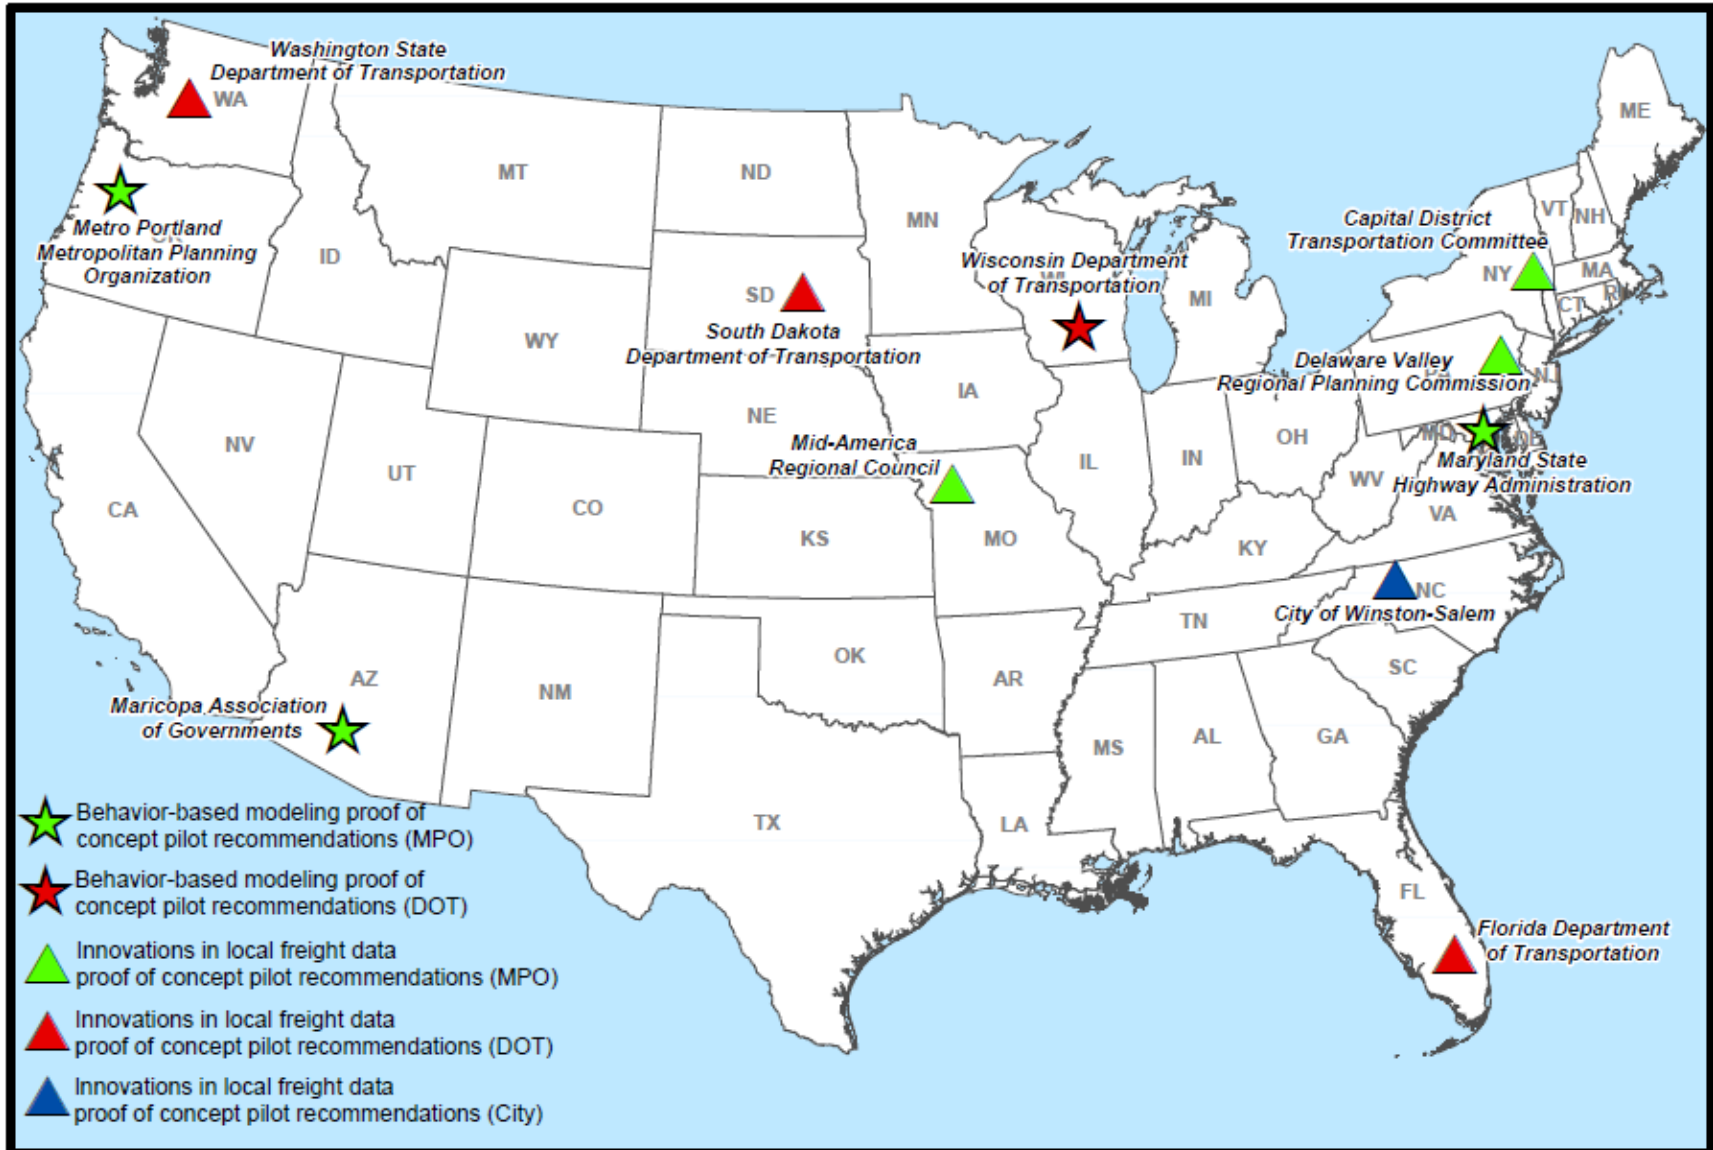 Washington State
Department of Transportation
WA
ME
MT
ND
MN
VT
NH
Metro Portland
Metropolitan Planning
Organization
ID
Capital District
Transportation Committee
NY
MA
CT
RI
Wisconsin Department
of Transportation
WI
MI
SD
South Dakota
Department of Transportation
WY
Delaware Valley
Regional Planning Commission
NJ
IA
NE
NV
UT
CO
CA
Mid-America
Regional Council
IL
IN
OH
MD
DE
Maryland State
Highway Administration
WV
VA
KS
MO
KY
NC
City of Winston-Salem
TN
OK
AR
SC
AZ
NM
Maricopa Association
of Governments
MS
AL
GA
TX
LA
FL
Florida Department
of Transportation
Behavior-based modeling proof of
concept pilot recommendations (MPO)
Behavior-based modeling proof of
concept pilot recommendations (DOT)
Innovations in local freight data
proof of concept pilot recommendations (MPO)
Innovations in local freight data
proof of concept pilot recommendations (DOT)
Innovations in local freight data
proof of concept pilot recommendations (City)